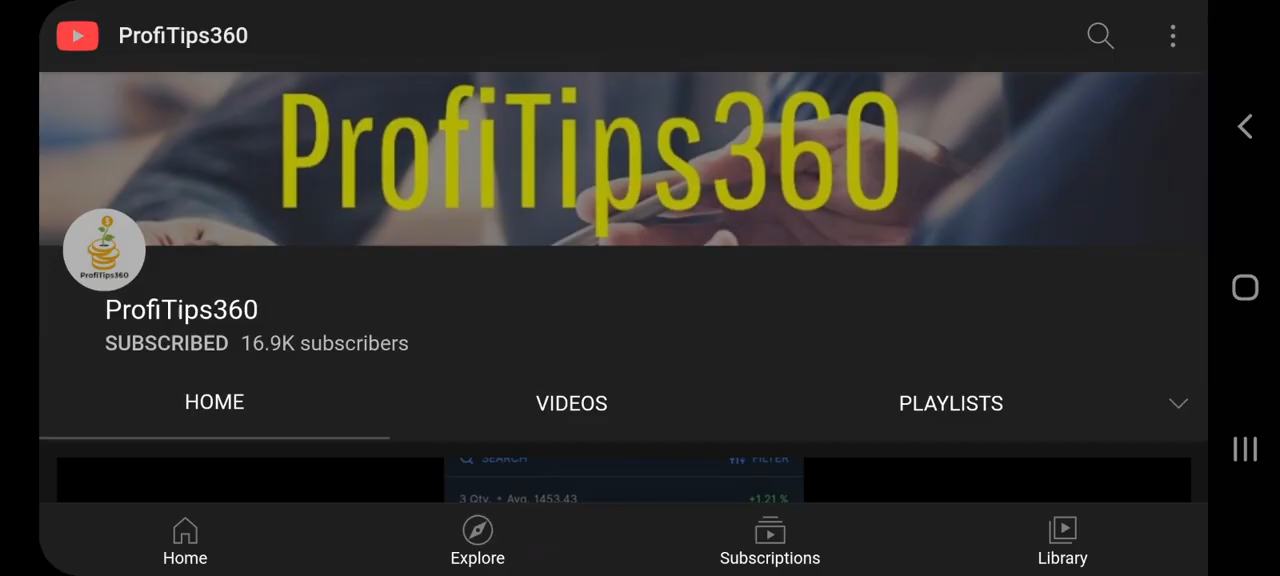 ProfiTips360
ProfiTips360
ProfiTips360
ProfiTips360
SUBSCRIBED 16.9K subscribers
HOME VIDEOS PLAYLISTS
SEARCH FILTER
3 Qty. • Avg. 1453.43 +1.21 %
Home Explore Subscriptions Library